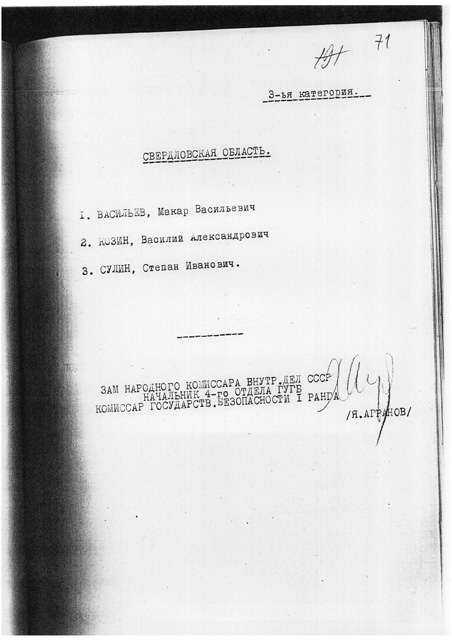 191 71
3-ья категория.
СВЕРДЛОВСКАЯ ОБЛАСТЬ.
1. ВАСИЛЬЕВ, Макар Васильевич
2. КОЗИН, Василий Александрович
3. СУЛИН, Степан Иванович.
ЗАМ НАРОДНОГО КОМИССАРА ВНУТР.ДЕЛ СССР
НАЧАЛЬНИК 4-го ОТДЕЛА ГУГБ
КОМИССАР ГОСУДАРСТВ.БЕЗОПАСНОСТИ I РАНГА
/Я.АГРАНОВ/